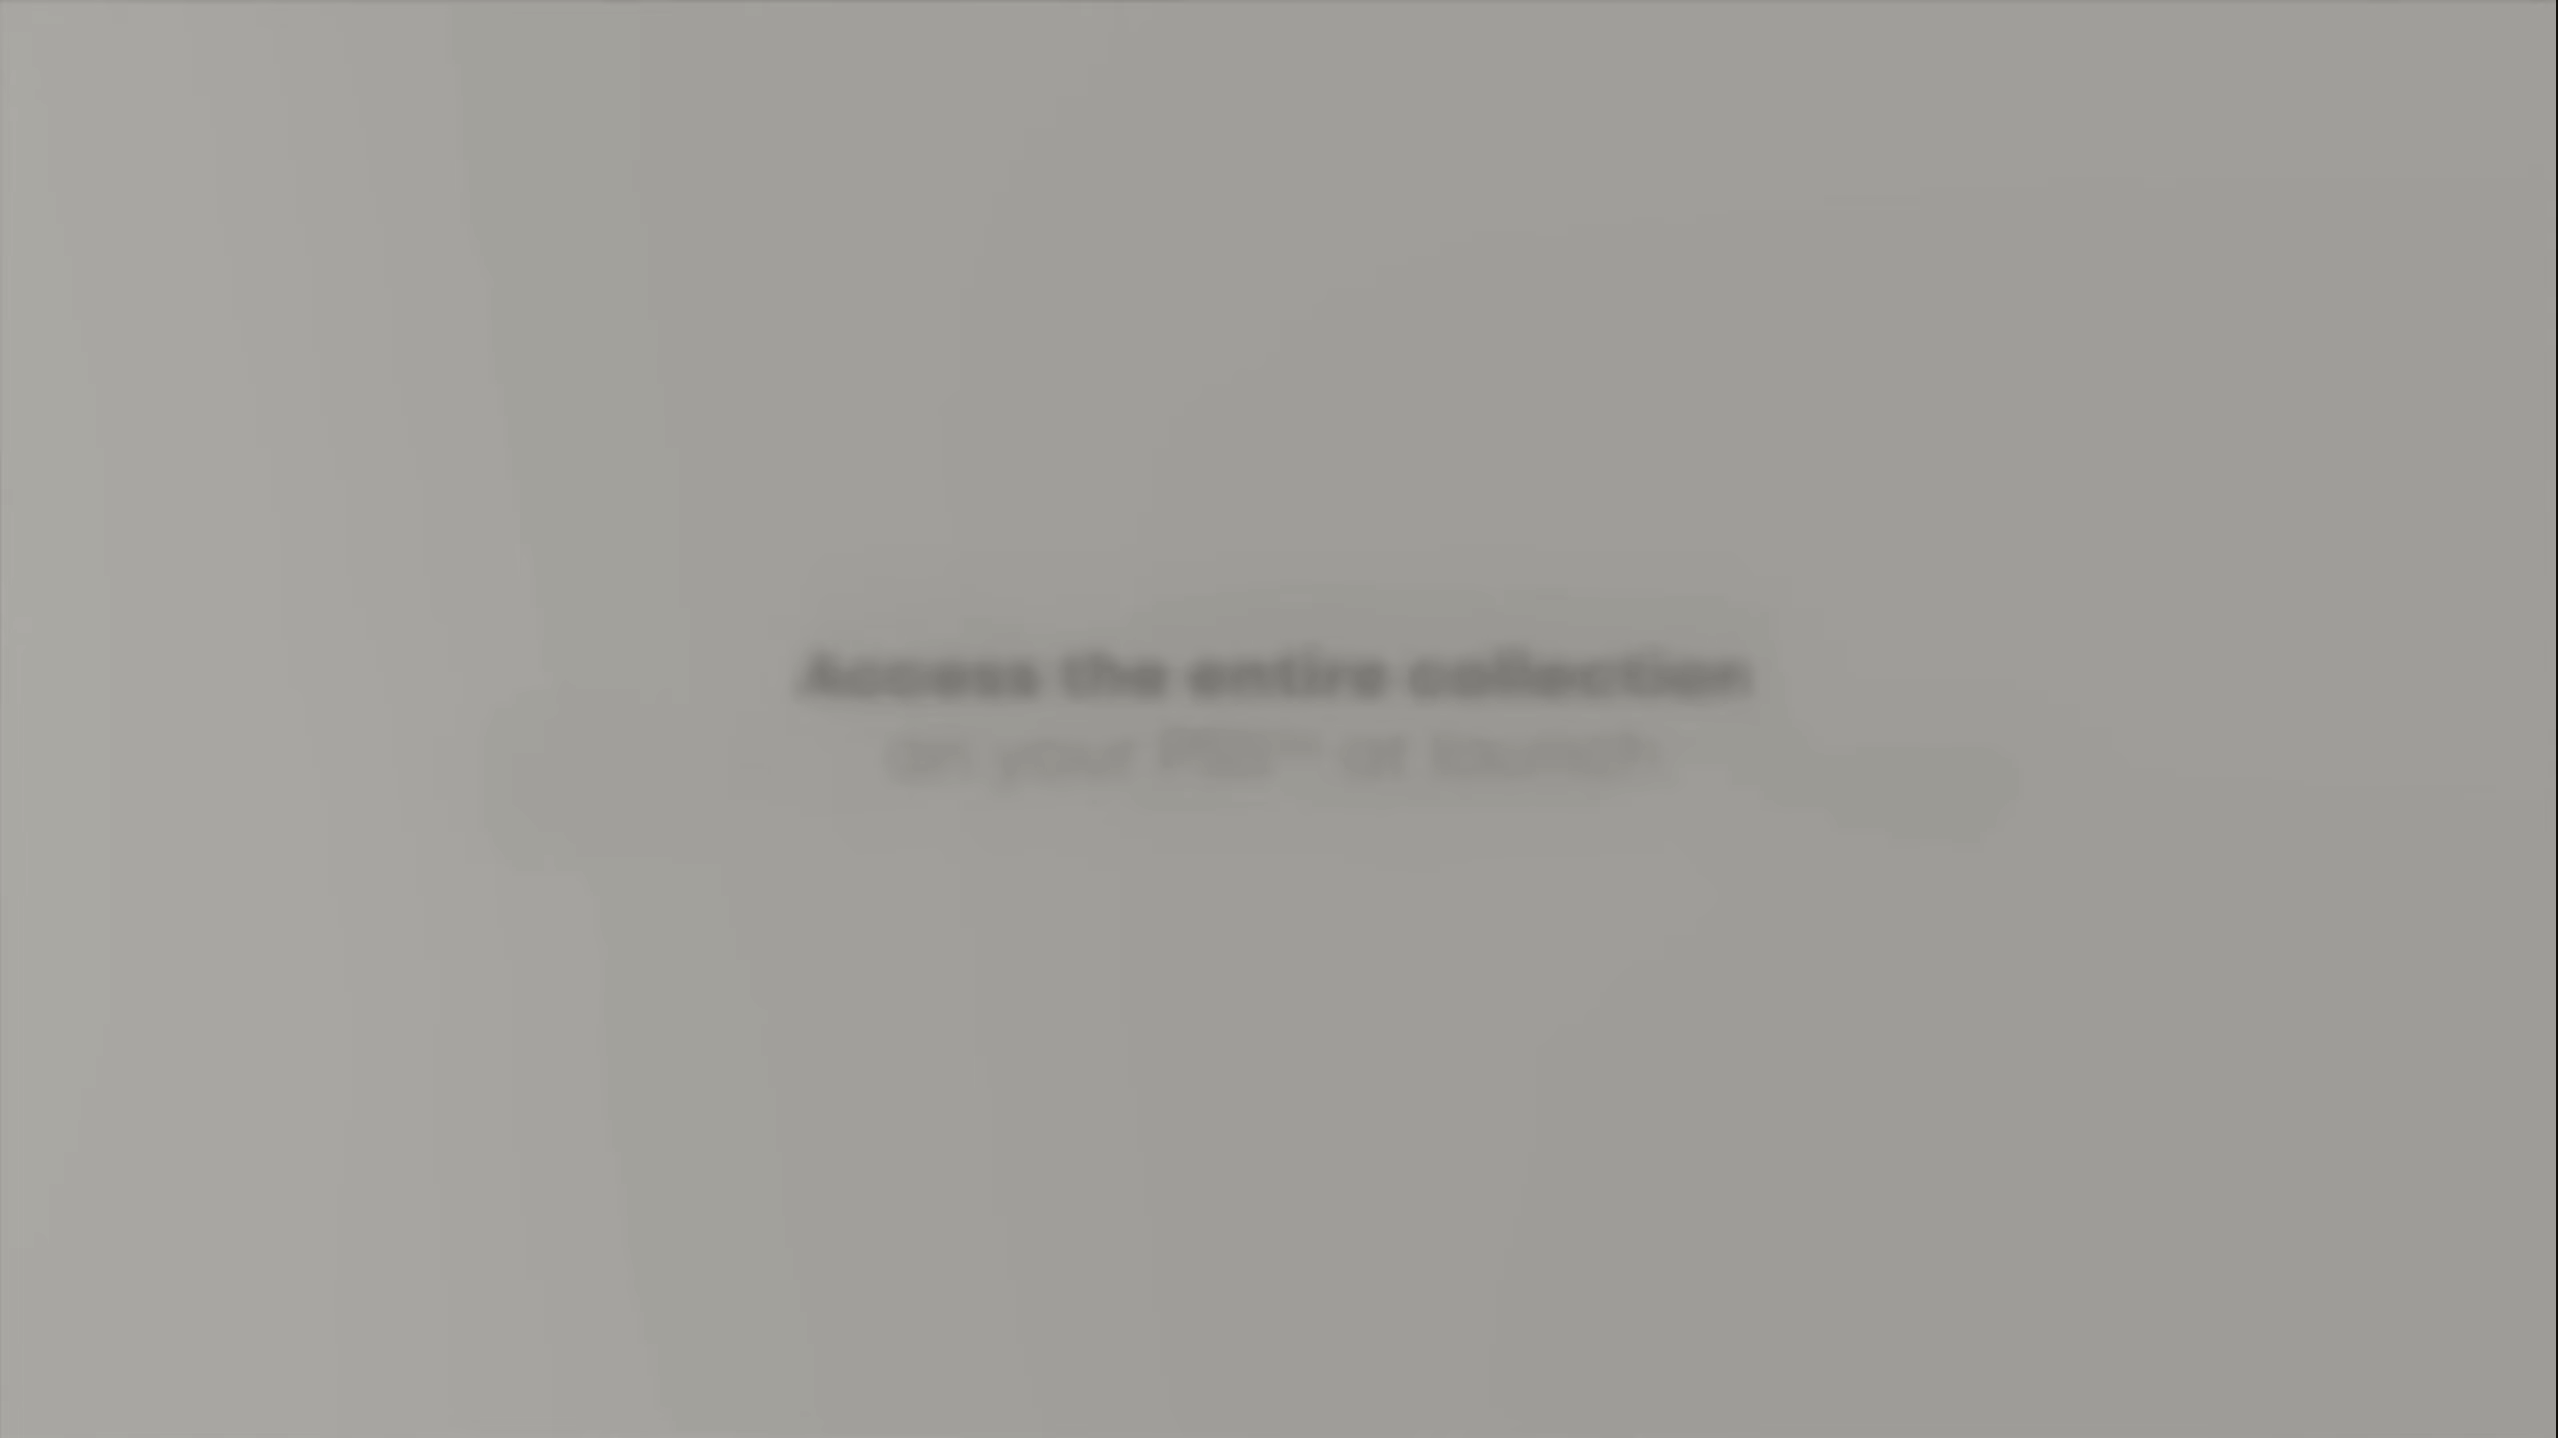 Access the entire collection
on your PS5™ at launch